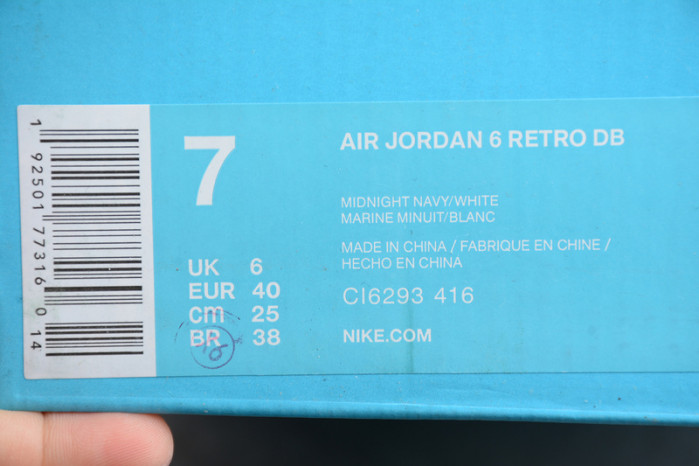 1 92501 77316 0 14
7
AIR JORDAN 6 RETRO DB
MIDNIGHT NAVY/WHITE
MARINE MINUIT/BLANC
MADE IN CHINA / FABRIQUE EN CHINE /
HECHO EN CHINA
CI6293 416
NIKE.COM
UK 6
EUR 40
cm 25
BR 38